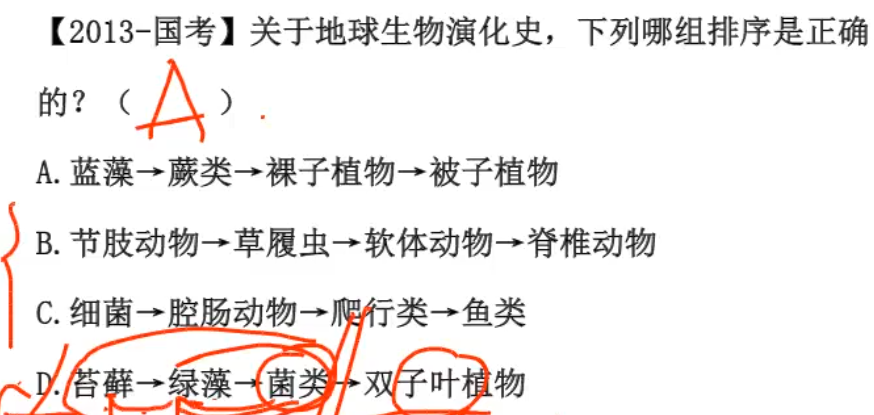 【2013-国考】关于地球生物演化史，下列哪组排序是正确
的？（ A ）
A.蓝藻→蕨类→裸子植物→被子植物
B.节肢动物→草履虫→软体动物→脊椎动物
C.细菌→腔肠动物→爬行类→鱼类
D.苔藓→绿藻→菌类→双子叶植物